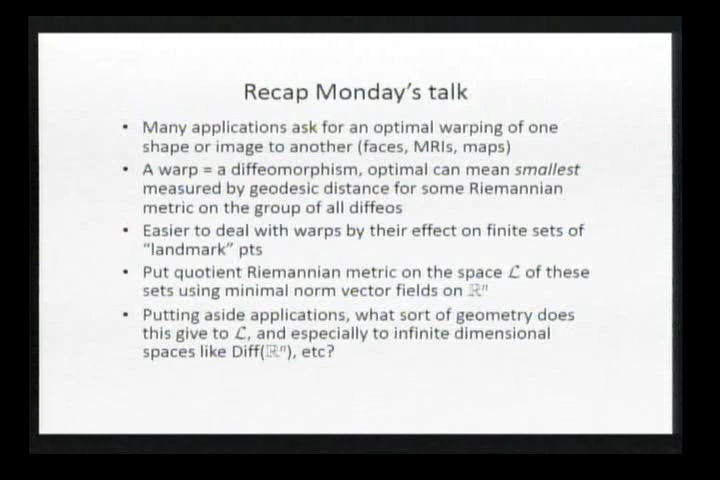 Recap Monday's talk
• Many applications ask for an optimal warping of one
shape or image to another (faces, MRIs, maps)
• A warp = a diffeomorphism, optimal can mean smallest
measured by geodesic distance for some Riemannian
metric on the group of all diffeos
• Easier to deal with warps by their effect on finite sets of
“landmark” pts
• Put quotient Riemannian metric on the space ℒ of these
sets using minimal norm vector fields on ℝⁿ
• Putting aside applications, what sort of geometry does
this give to ℒ, and especially to infinite dimensional
spaces like Diff(ℝⁿ), etc?